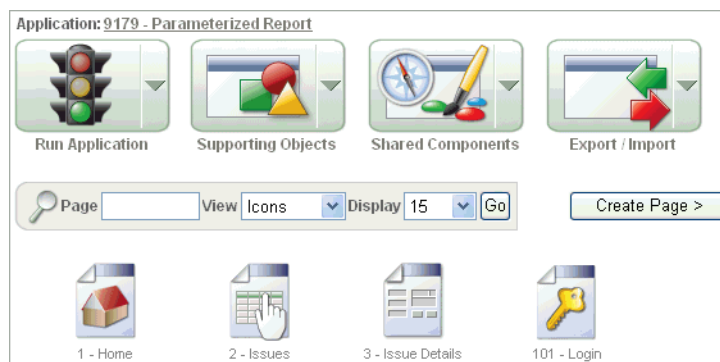 Application: 9179 - Parameterized Report
Run Application Supporting Objects Shared Components Export / Import
Page View Icons Display 15 Go Create Page >
1 - Home 2 - Issues 3 - Issue Details 101 - Login